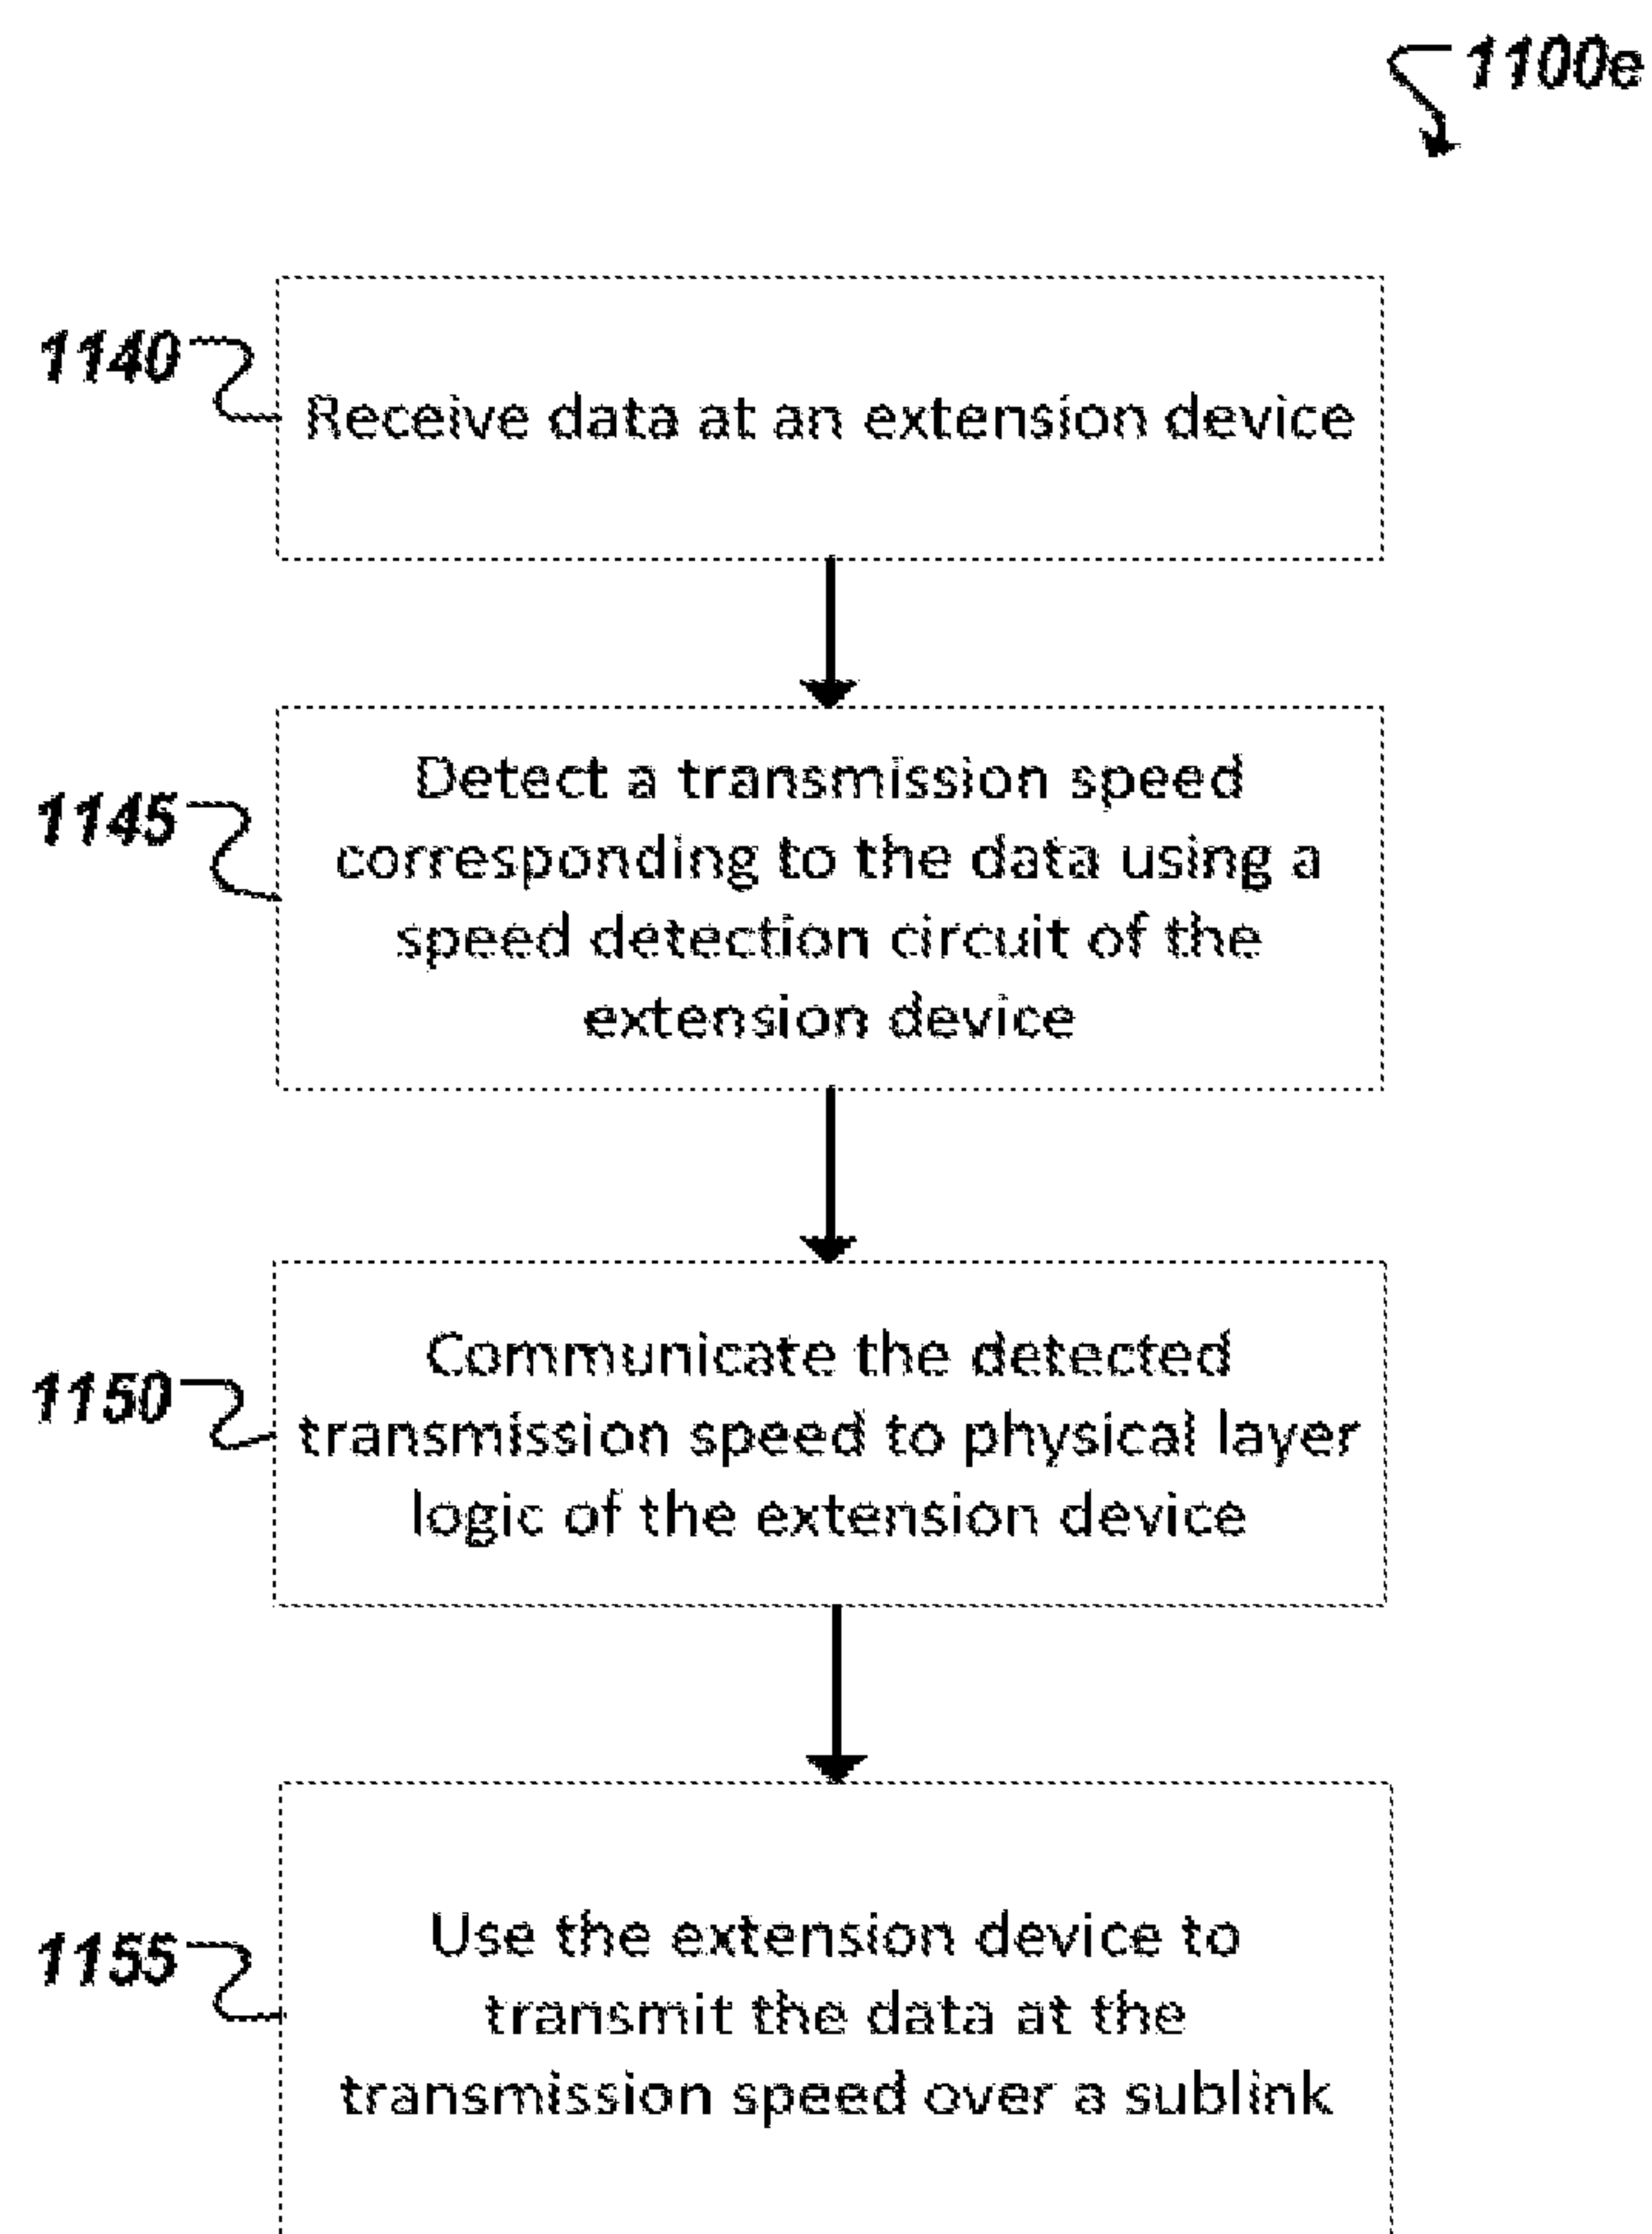 1100e
1140
Receive data at an extension device
1145
Detect a transmission speed
corresponding to the data using a
speed detection circuit of the
extension device
1150
Communicate the detected
transmission speed to physical layer
logic of the extension device
1155
Use the extension device to
transmit the data at the
transmission speed over a sublink